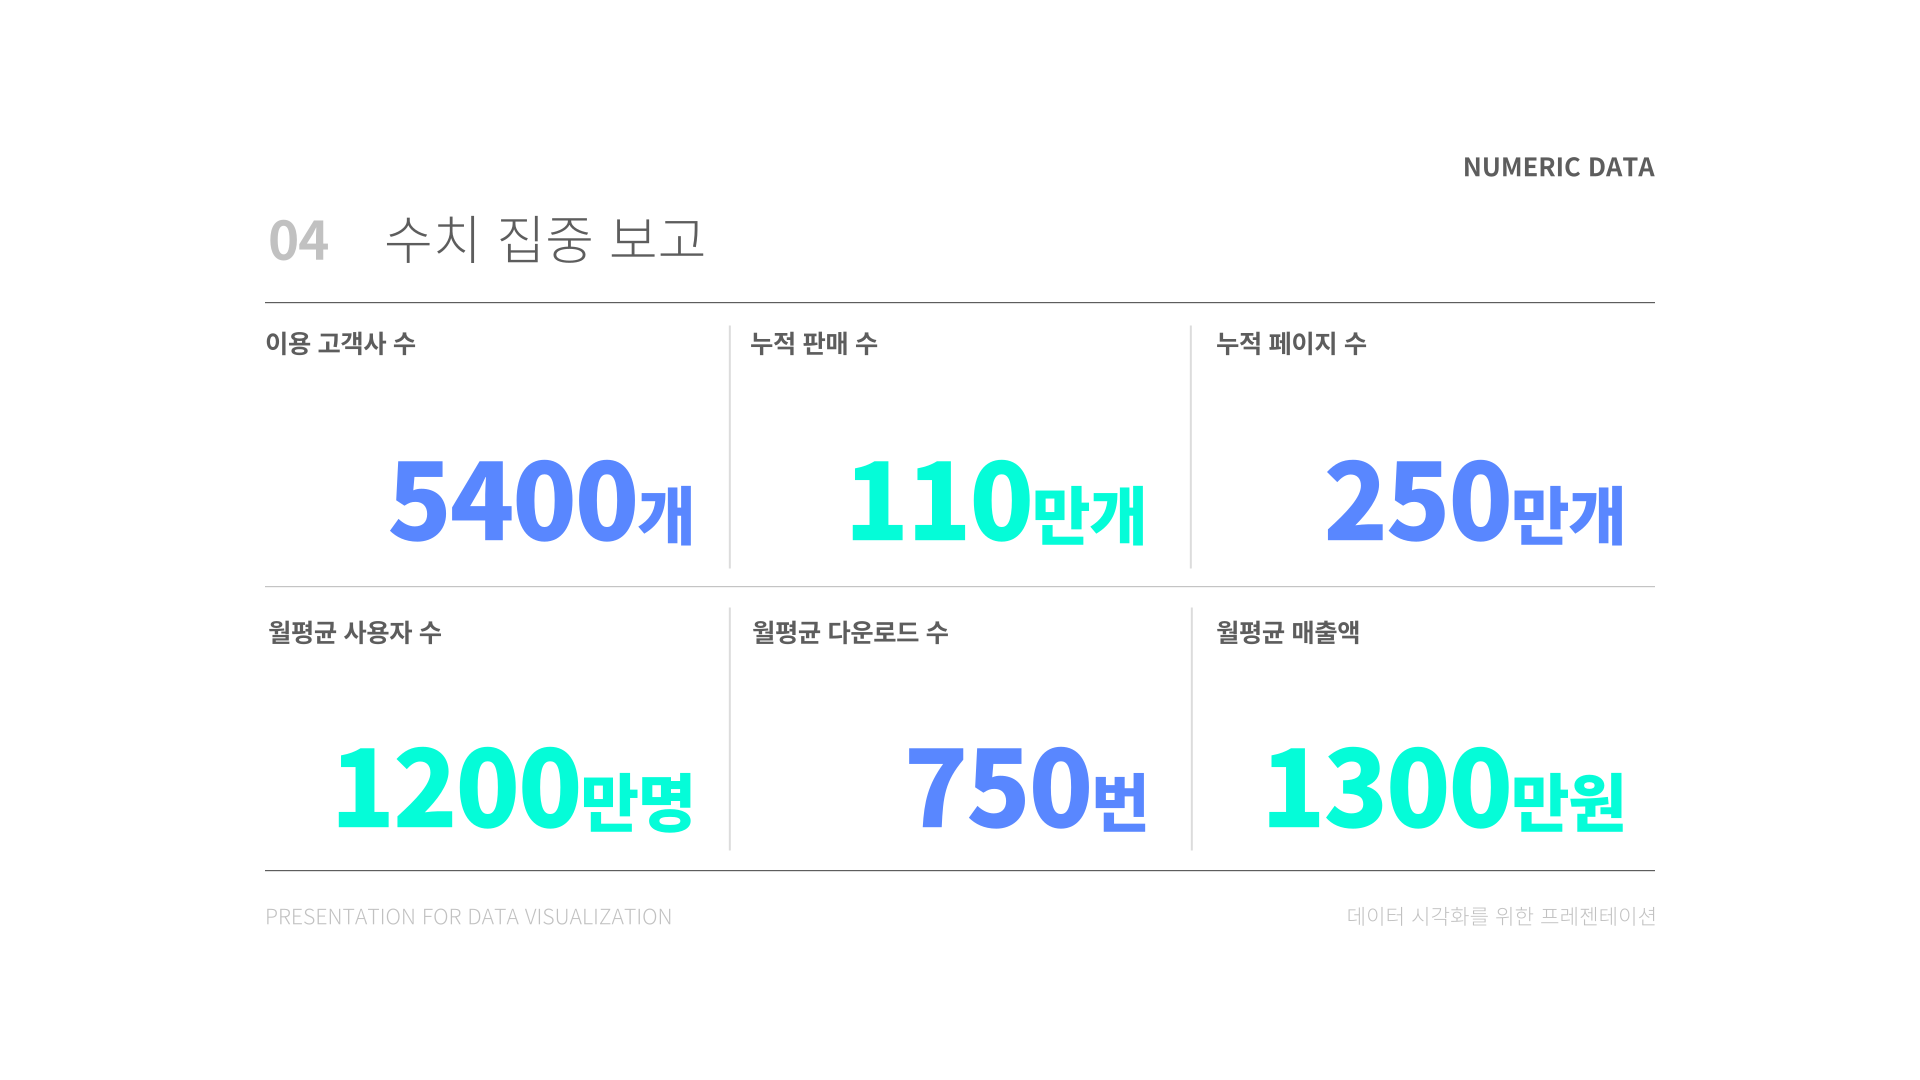 NUMERIC DATA
04 수치 집중 보고
이용 고객사 수
누적 판매 수
누적 페이지 수
5400개
110만개
250만개
월평균 사용자 수
월평균 다운로드 수
월평균 매출액
1200만명
750번
1300만원
PRESENTATION FOR DATA VISUALIZATION
데이터 시각화를 위한 프레젠테이션